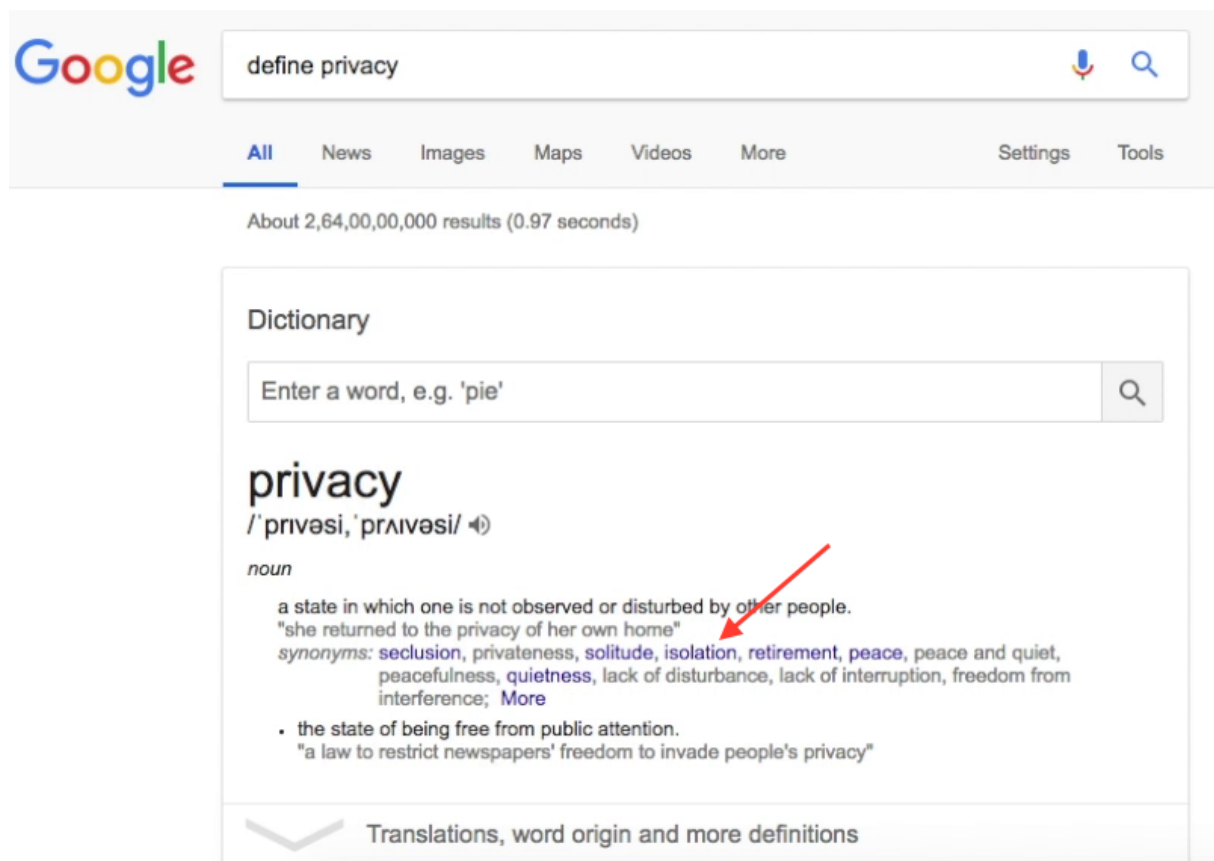 Google
define privacy
All News Images Maps Videos More Settings Tools
About 2,64,00,00,000 results (0.97 seconds)
Dictionary
Enter a word, e.g. 'pie'
privacy
/ˈprɪvəsi,ˈprʌɪvəsi/
noun
a state in which one is not observed or disturbed by other people.
"she returned to the privacy of her own home"
synonyms: seclusion, privateness, solitude, isolation, retirement, peace, peace and quiet,
peacefulness, quietness, lack of disturbance, lack of interruption, freedom from
interference; More
• the state of being free from public attention.
"a law to restrict newspapers' freedom to invade people's privacy"
Translations, word origin and more definitions